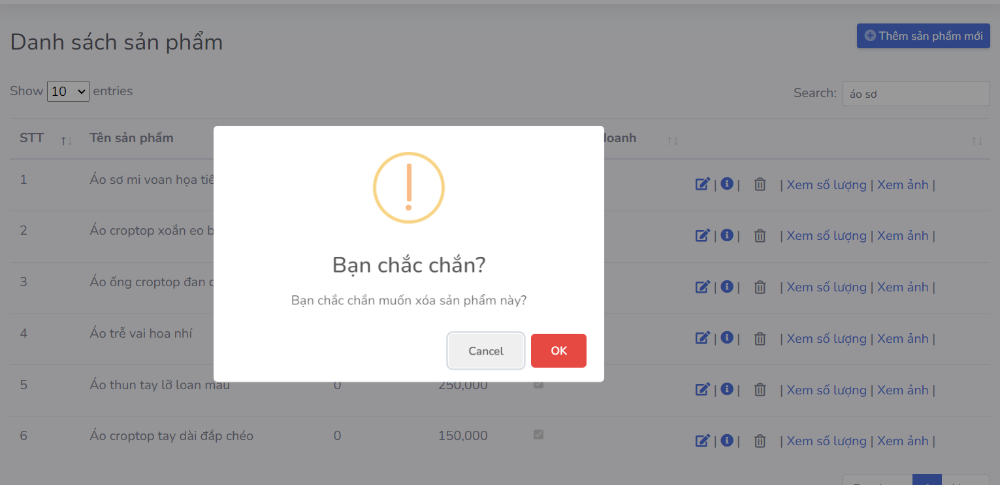 Danh sách sản phẩm
Thêm sản phẩm mới
Show 10 entries
Search: áo sơ
STT Tên sản phẩm doanh
1 Áo sơ mi voan họa | Xem số lượng | Xem ảnh |
2 Áo croptop xoắn eo | Xem số lượng | Xem ảnh |
3 Áo ống croptop đan | Xem số lượng | Xem ảnh |
4 Áo trễ vai hoa nhí | Xem số lượng | Xem ảnh |
5 Áo thun tay lỡ loan màu 0 250,000 | Xem số lượng | Xem ảnh |
6 Áo croptop tay dài đắp chéo 0 150,000 | Xem số lượng | Xem ảnh |
Bạn chắc chắn?
Bạn chắc chắn muốn xóa sản phẩm này?
Cancel OK